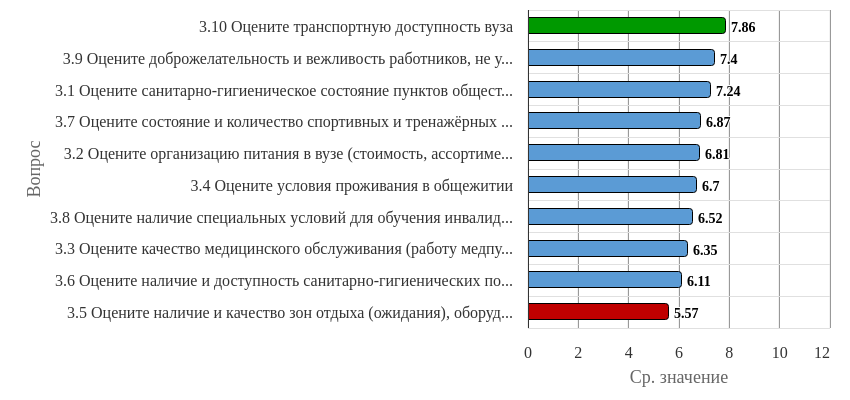 3.10 Оцените транспортную доступность вуза 7.86
3.9 Оцените доброжелательность и вежливость работников, не у... 7.4
3.1 Оцените санитарно-гигиеническое состояние пунктов общест... 7.24
3.7 Оцените состояние и количество спортивных и тренажёрных ... 6.87
3.2 Оцените организацию питания в вузе (стоимость, ассортиме... 6.81
3.4 Оцените условия проживания в общежитии 6.7
3.8 Оцените наличие специальных условий для обучения инвалид... 6.52
3.3 Оцените качество медицинского обслуживания (работу медпу... 6.35
3.6 Оцените наличие и доступность санитарно-гигиенических по... 6.11
3.5 Оцените наличие и качество зон отдыха (ожидания), оборуд... 5.57
Вопрос
0 2 4 6 8 10 12
Ср. значение